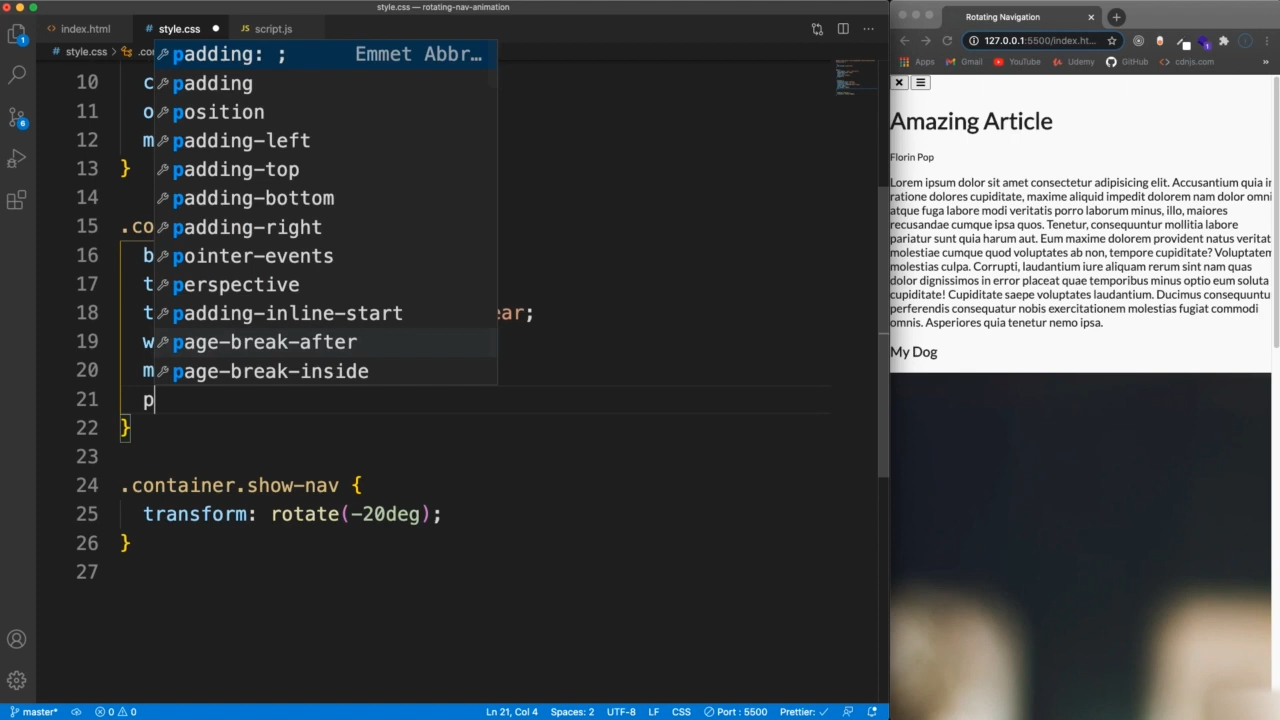 style.css — rotating-nav-animation
index.html
style.css
JS script.js
style.css > .co
padding: ; Emmet Abbr...
padding
position
padding-left
padding-top
padding-bottom
padding-right
pointer-events
perspective
padding-inline-start
page-break-after
page-break-inside
10 c
11 o
12 m
13 }
14
15 .co
16 b
17 t
18 t ear;
19 w
20 m
21 p
22 }
23
24 .container.show-nav {
25 transform: rotate(-20deg);
26 }
27
1
6
master*
0 0
Ln 21, Col 4
Spaces: 2
UTF-8
LF
CSS
Port : 5500
Prettier: ✓
Rotating Navigation
127.0.0.1:5500/index.ht...
Apps Gmail YouTube Udemy GitHub cdnjs.com
Amazing Article
Florin Pop
Lorem ipsum dolor sit amet consectetur adipisicing elit. Accusantium quia in
ratione dolores cupiditate, maxime aliquid impedit dolorem nam dolor omni
atque fuga labore modi veritatis porro laborum minus, illo, maiores
recusandae cumque ipsa quos. Tenetur, consequuntur mollitia labore
pariatur sunt quia harum aut. Eum maxime dolorem provident natus veritat
molestiae cumque quod voluptates ab non, tempore cupiditate? Voluptatem
molestias culpa. Corrupti, laudantium iure aliquam rerum sint nam quas
dolor dignissimos in error placeat quae temporibus minus optio eum soluta
cupiditate! Cupiditate saepe voluptates laudantium. Ducimus consequuntu
perferendis consequatur nobis exercitationem molestias fugiat commodi
omnis. Asperiores quia tenetur nemo ipsa.
My Dog